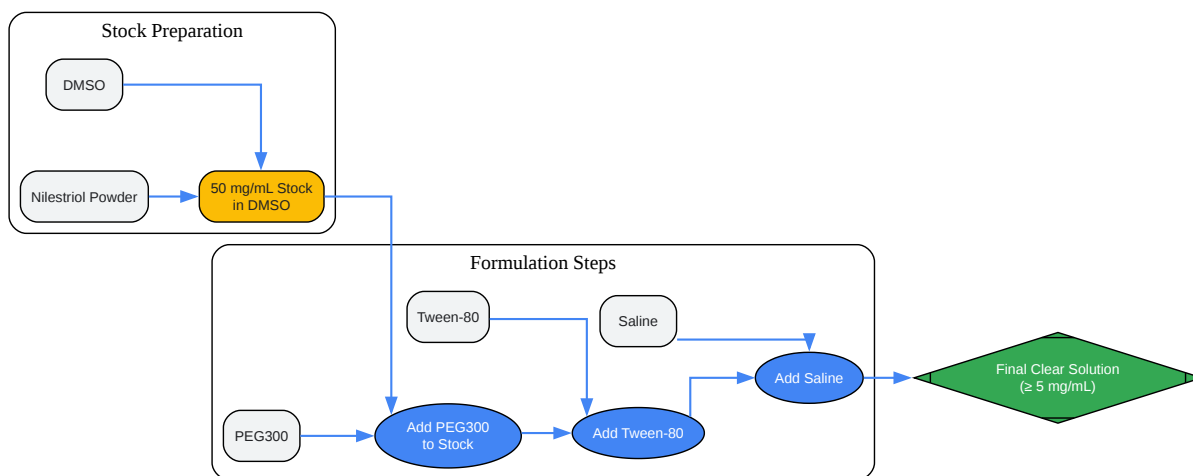 Stock Preparation
DMSO
Nilestriol Powder
50 mg/mL Stock
in DMSO
Formulation Steps
Tween-80
Saline
Add Saline
Final Clear Solution
(≥ 5 mg/mL)
PEG300
Add PEG300
to Stock
Add Tween-80